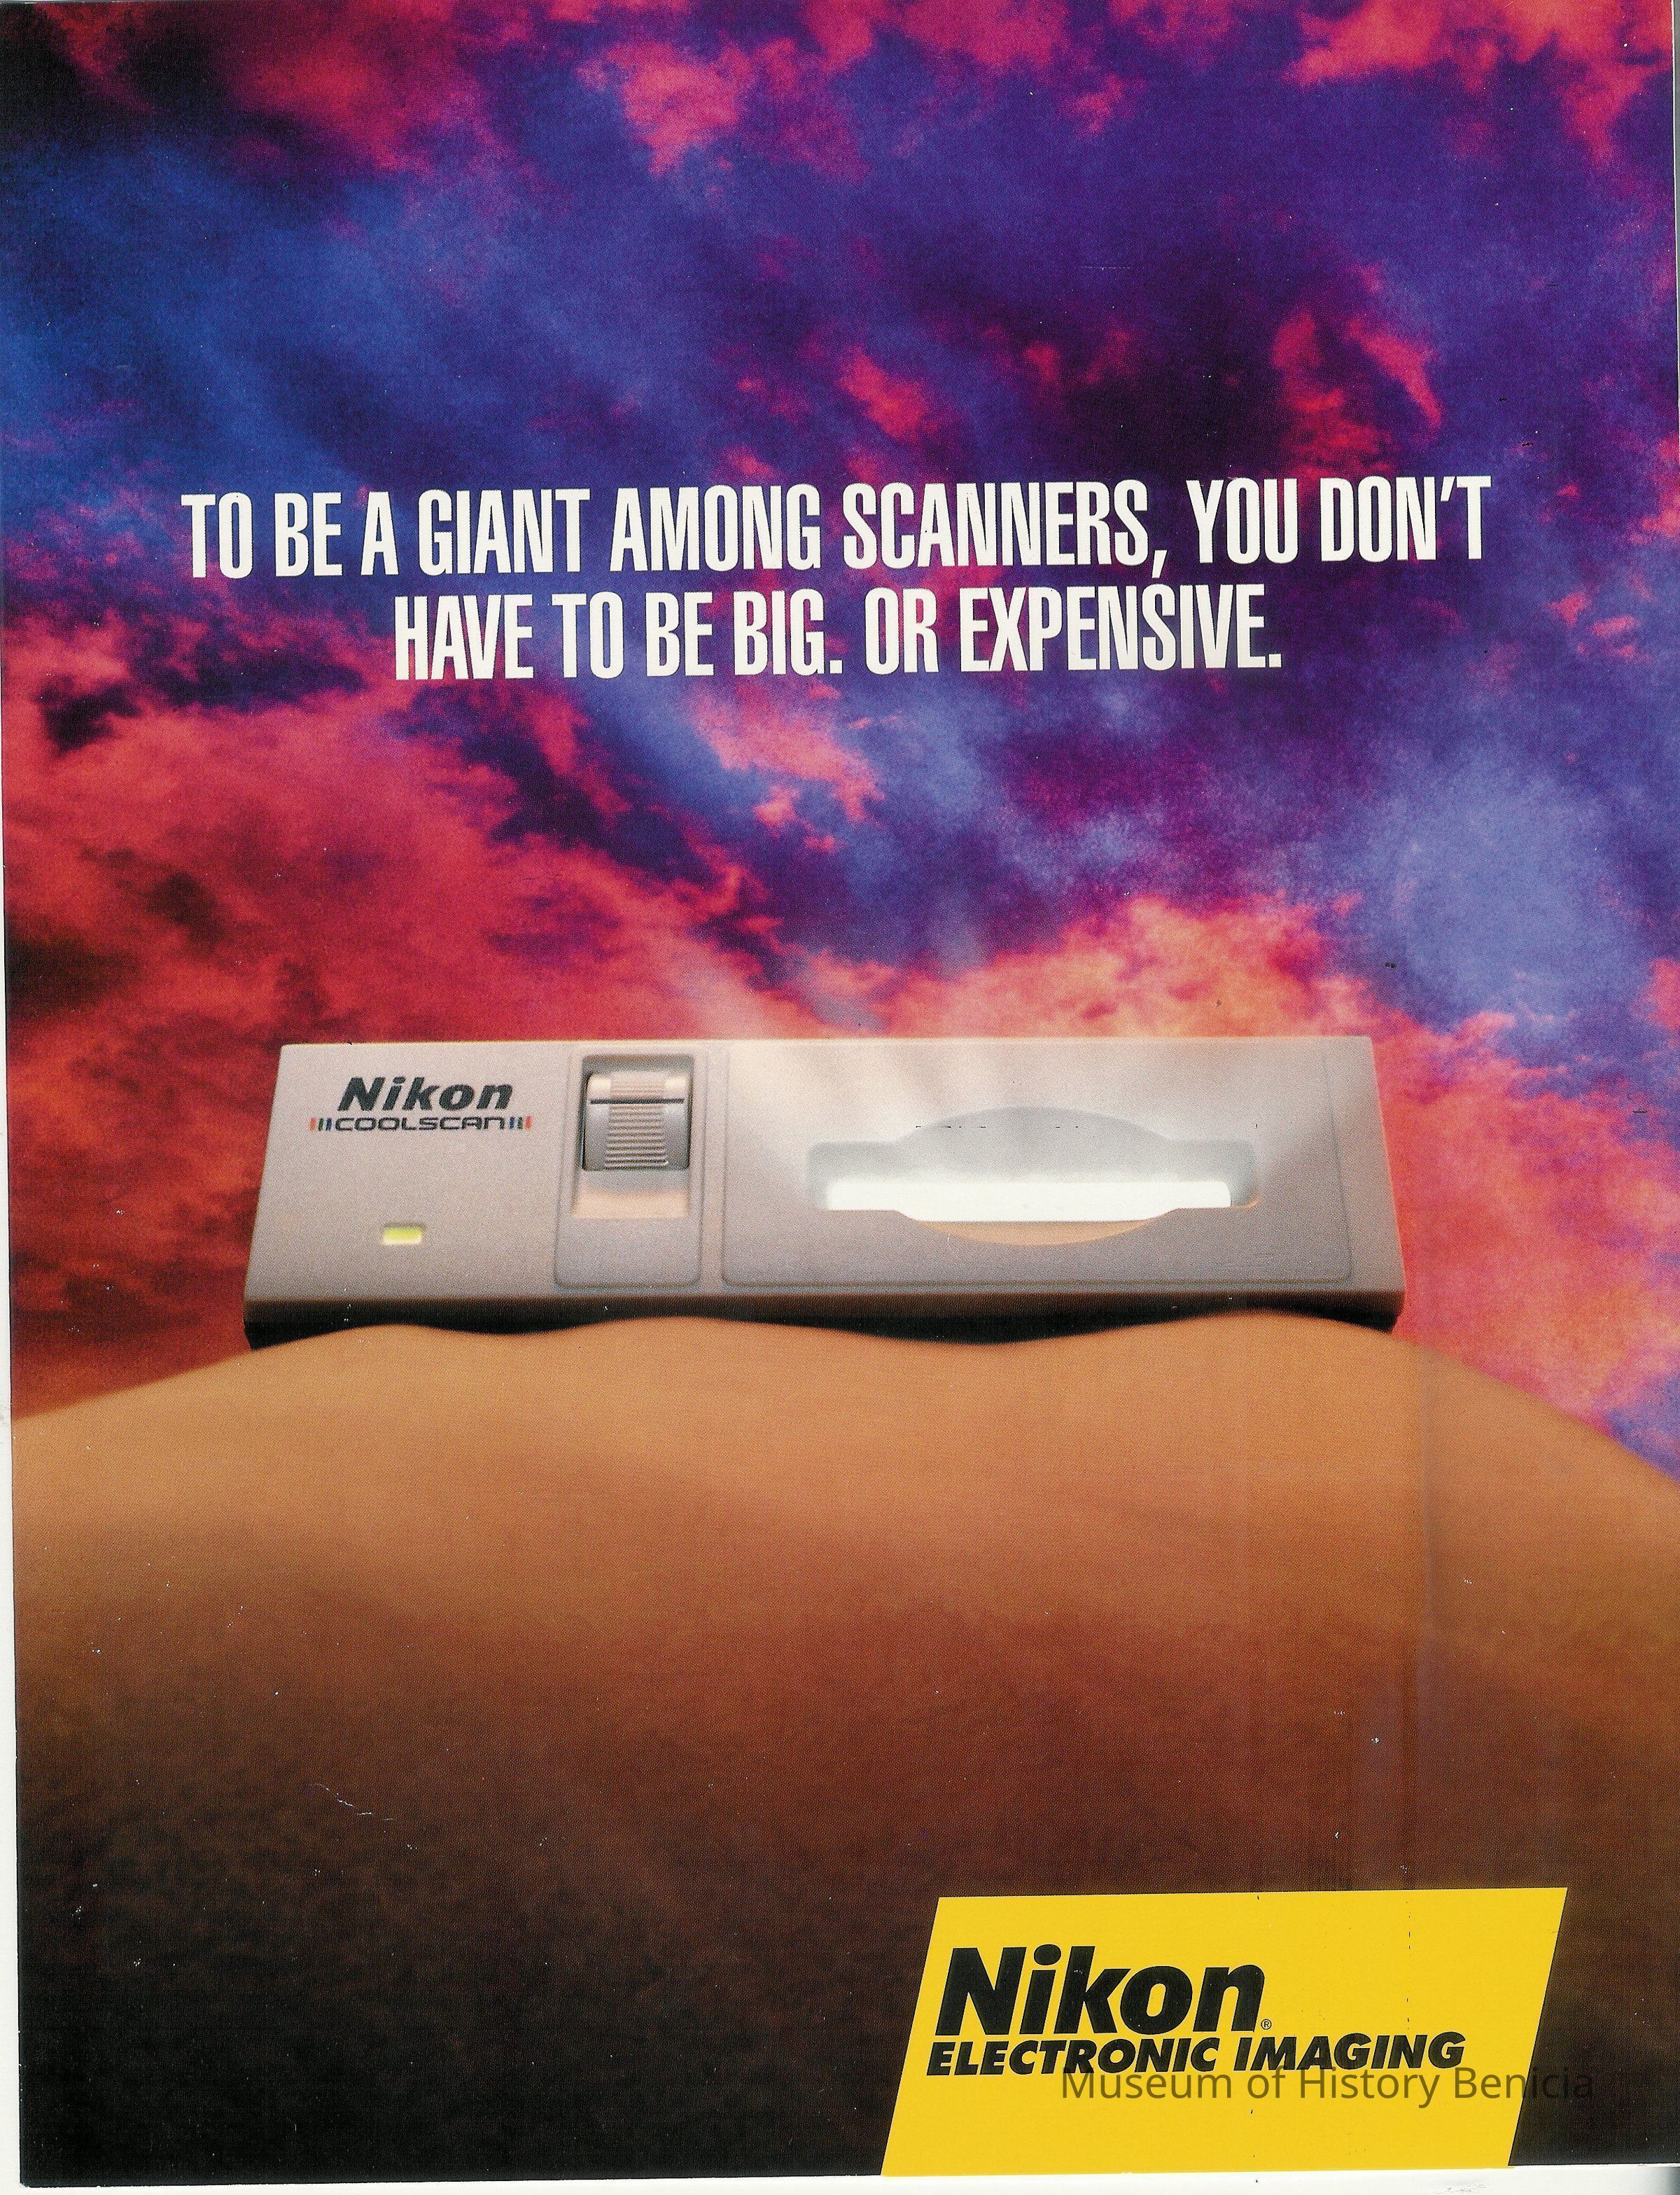 TO BE A GIANT AMONG SCANNERS, YOU DON'T
HAVE TO BE BIG. OR EXPENSIVE.
Nikon
COOLSCAN
Nikon®
ELECTRONIC IMAGING
Museum of History Benicia